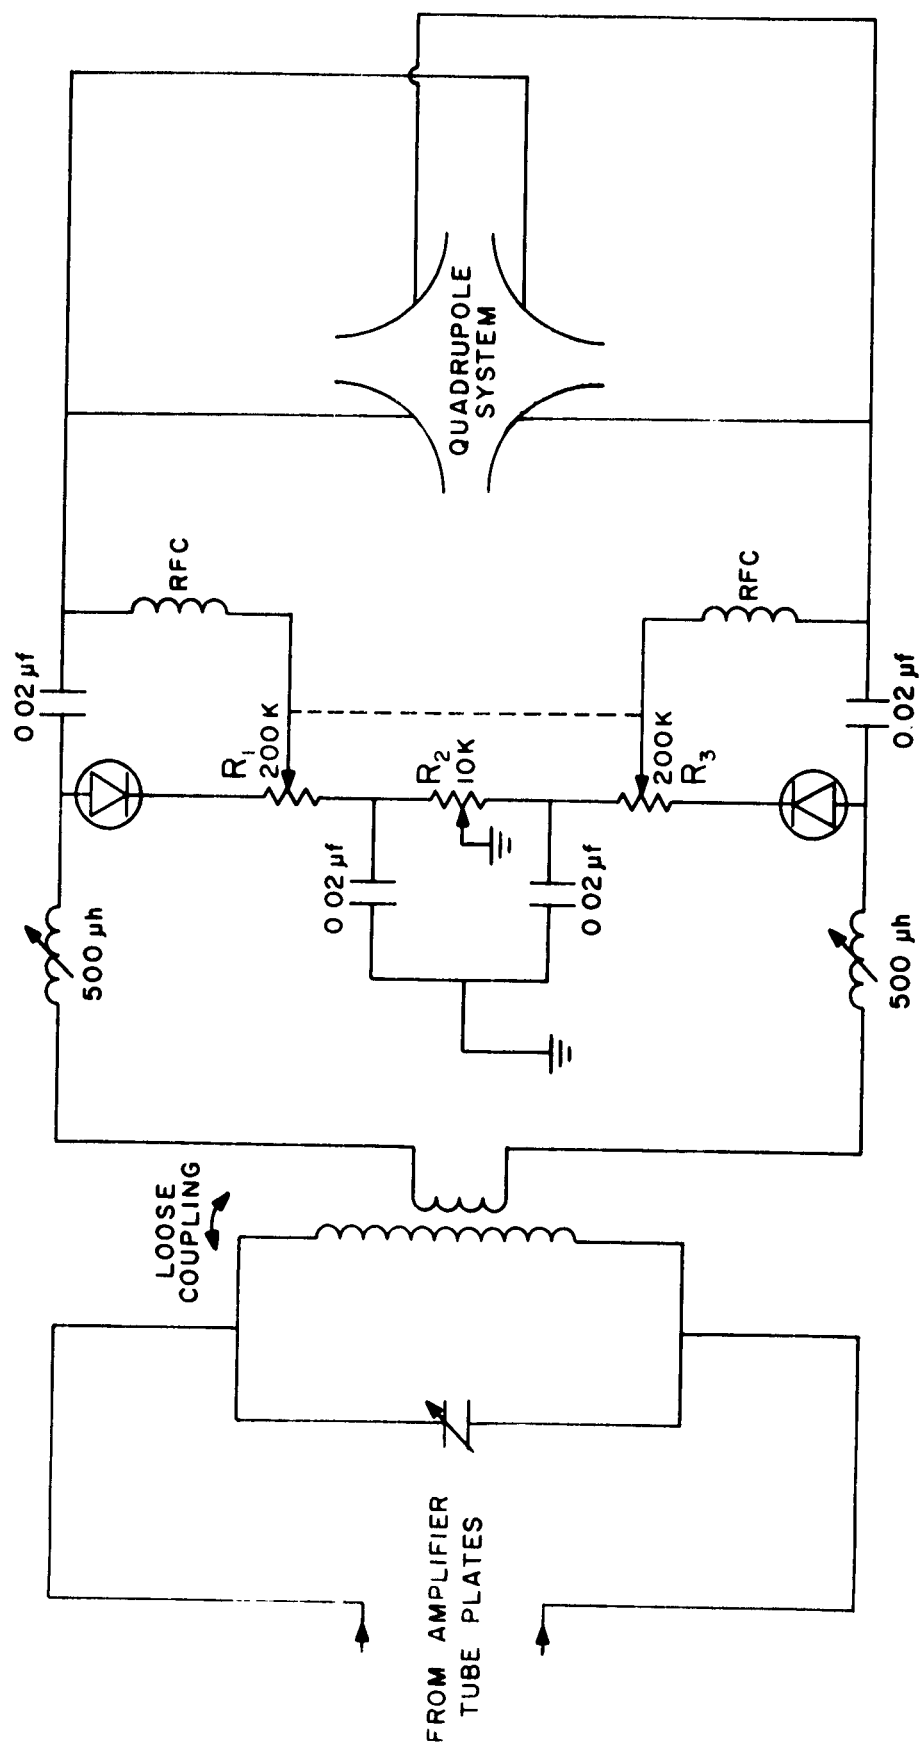 FROM AMPLIFIER
TUBE PLATES
LOOSE
COUPLING
500 µh
0 02 µf
RFC
R1
200K
0 02 µf
R2
10K
0 02 µf
200K
R3
RFC
500 µh
0.02 µf
QUADRUPOLE
SYSTEM